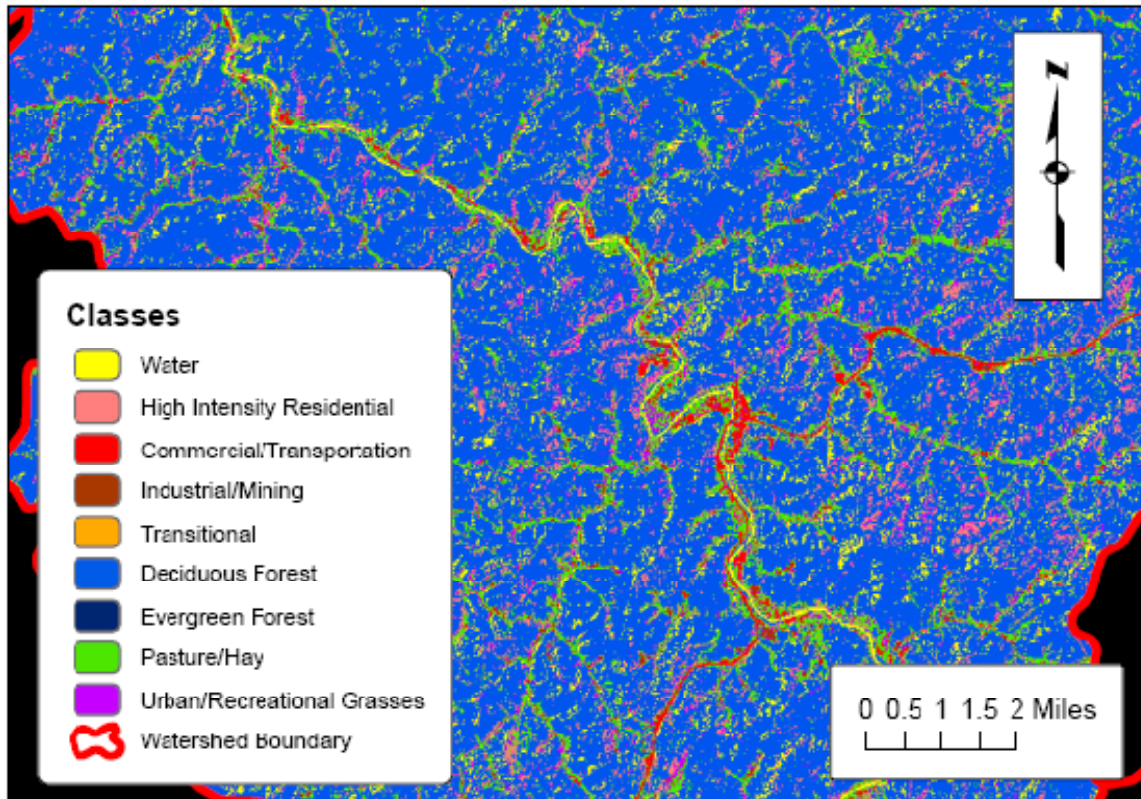 N
Classes
Water
High Intensity Residential
Commercial/Transportation
Industrial/Mining
Transitional
Deciduous Forest
Evergreen Forest
Pasture/Hay
Urban/Recreational Grasses
Watershed Boundary
0 0.5 1 1.5 2 Miles